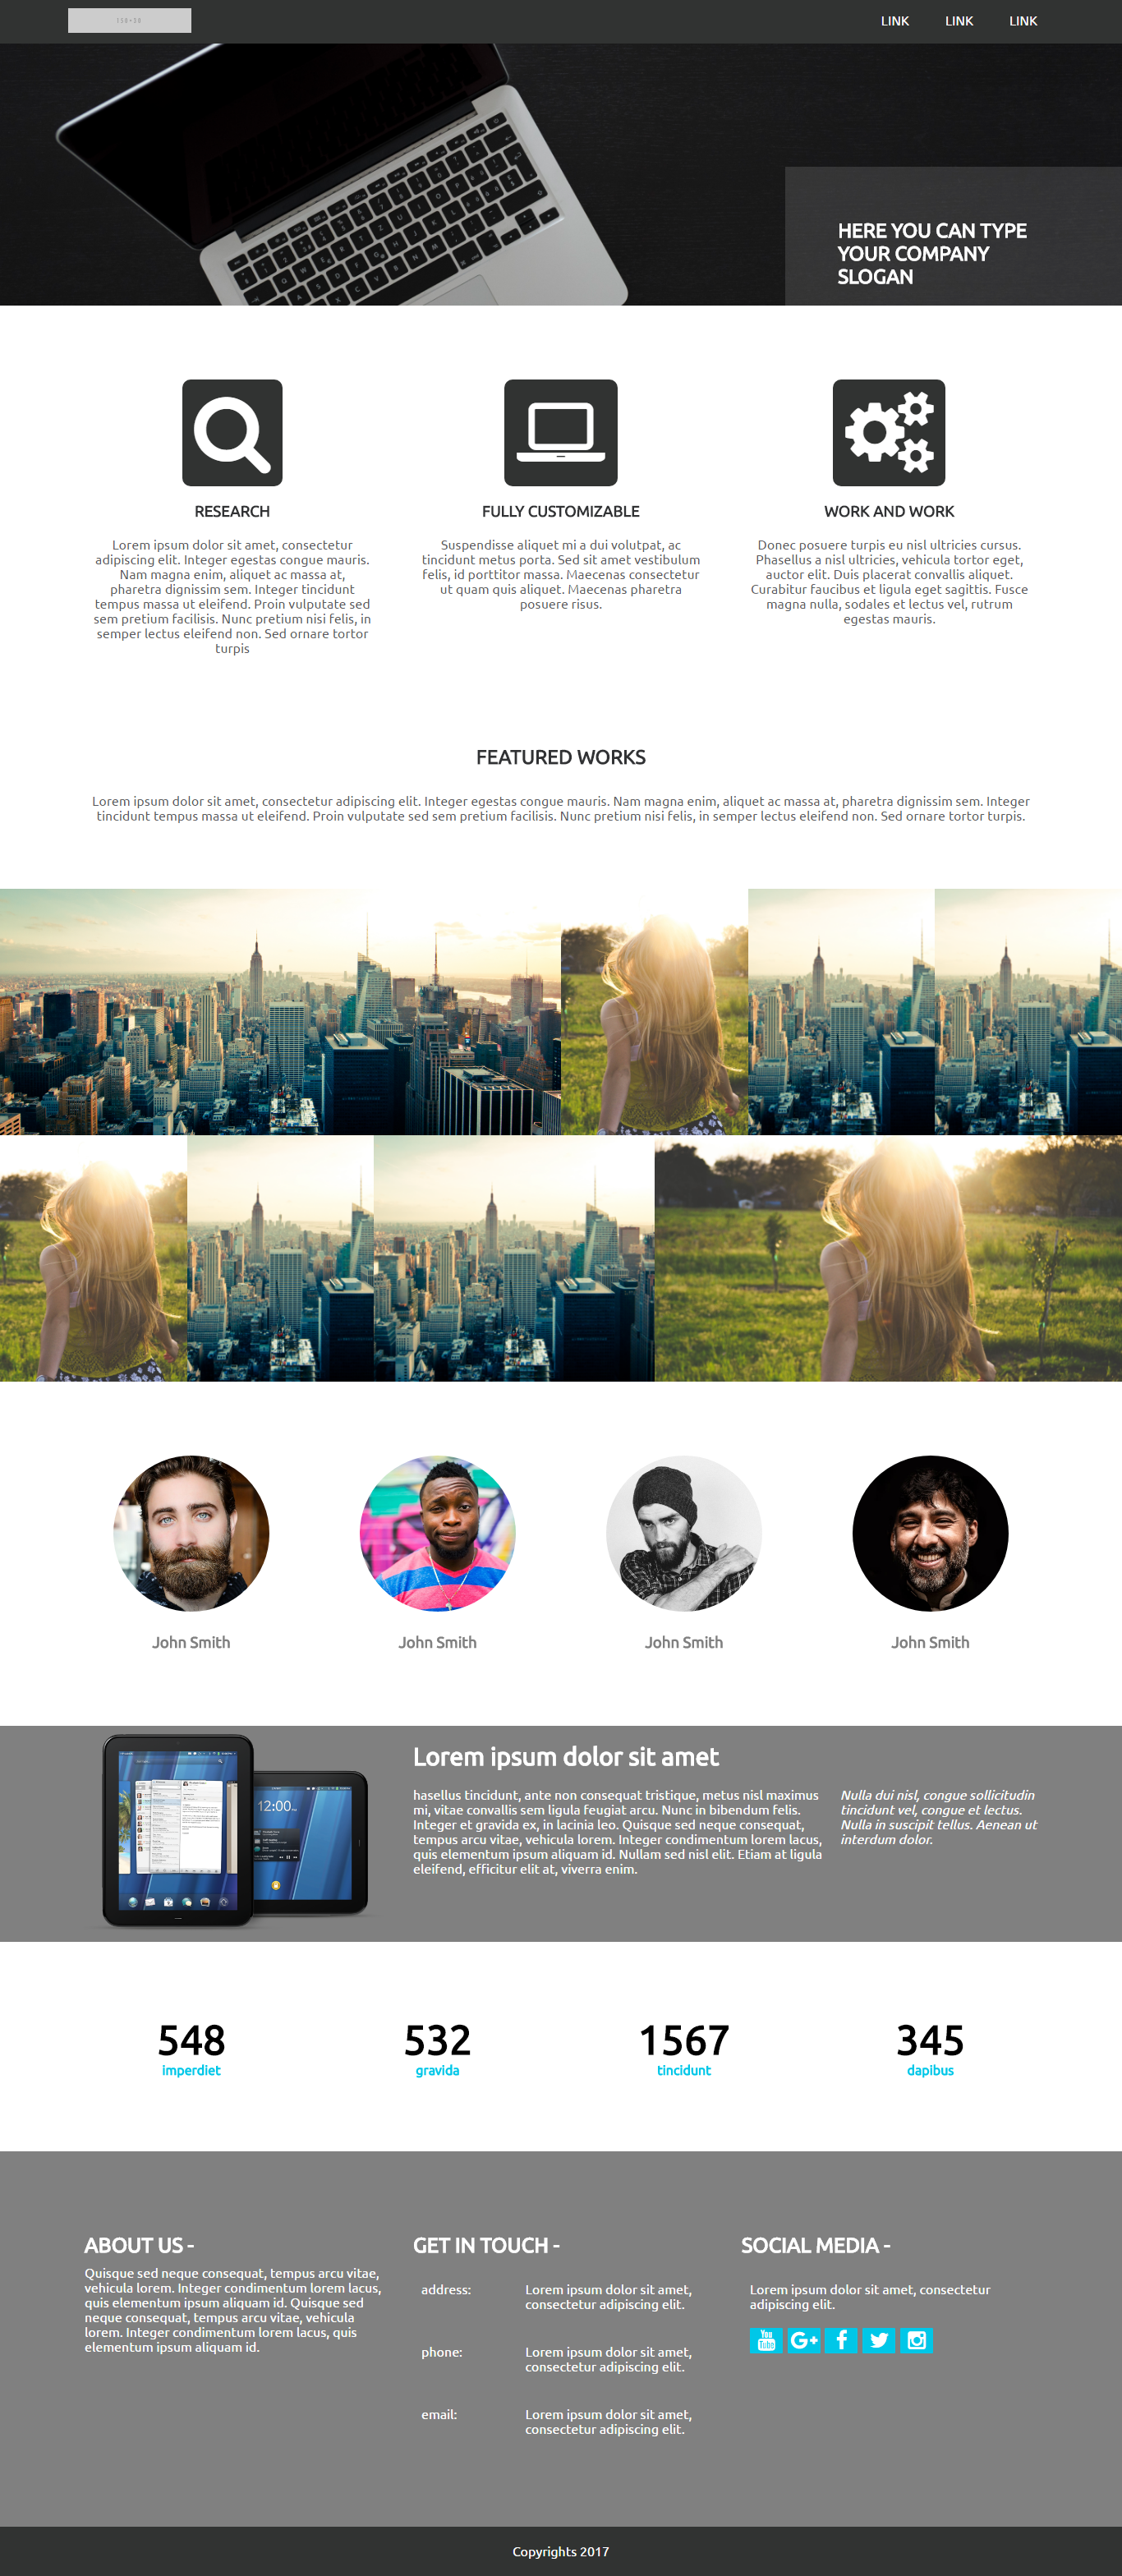 150×30
LINK LINK LINK
HERE YOU CAN TYPE
YOUR COMPANY
SLOGAN
RESEARCH
Lorem ipsum dolor sit amet, consectetur
adipiscing elit. Integer egestas congue mauris.
Nam magna enim, aliquet ac massa at,
pharetra dignissim sem. Integer tincidunt
tempus massa ut eleifend. Proin vulputate sed
sem pretium facilisis. Nunc pretium nisi felis, in
semper lectus eleifend non. Sed ornare tortor
turpis
FULLY CUSTOMIZABLE
Suspendisse aliquet mi a dui volutpat, ac
tincidunt metus porta. Sed sit amet vestibulum
felis, id porttitor massa. Maecenas consectetur
ut quam quis aliquet. Maecenas pharetra
posuere risus.
WORK AND WORK
Donec posuere turpis eu nisl ultricies cursus.
Phasellus a nisl ultricies, vehicula tortor eget,
auctor elit. Duis placerat convallis aliquet.
Curabitur faucibus et ligula eget sagittis. Fusce
magna nulla, sodales et lectus vel, rutrum
egestas mauris.
FEATURED WORKS
Lorem ipsum dolor sit amet, consectetur adipiscing elit. Integer egestas congue mauris. Nam magna enim, aliquet ac massa at, pharetra dignissim sem. Integer
tincidunt tempus massa ut eleifend. Proin vulputate sed sem pretium facilisis. Nunc pretium nisi felis, in semper lectus eleifend non. Sed ornare tortor turpis.
John Smith
John Smith
John Smith
John Smith
12:00
Lorem ipsum dolor sit amet
hasellus tincidunt, ante non consequat tristique, metus nisl maximus
mi, vitae convallis sem ligula feugiat arcu. Nunc in bibendum felis.
Integer et gravida ex, in lacinia leo. Quisque sed neque consequat,
tempus arcu vitae, vehicula lorem. Integer condimentum lorem lacus,
quis elementum ipsum aliquam id. Nullam sed nisl elit. Etiam at ligula
eleifend, efficitur elit at, viverra enim.
Nulla dui nisl, congue sollicitudin
tincidunt vel, congue et lectus.
Nulla in suscipit tellus. Aenean ut
interdum dolor.
548
imperdiet
532
gravida
1567
tincidunt
345
dapibus
ABOUT US -
Quisque sed neque consequat, tempus arcu vitae,
vehicula lorem. Integer condimentum lorem lacus,
quis elementum ipsum aliquam id. Quisque sed
neque consequat, tempus arcu vitae, vehicula
lorem. Integer condimentum lorem lacus, quis
elementum ipsum aliquam id.
GET IN TOUCH -
address: Lorem ipsum dolor sit amet,
consectetur adipiscing elit.
phone: Lorem ipsum dolor sit amet,
consectetur adipiscing elit.
email: Lorem ipsum dolor sit amet,
consectetur adipiscing elit.
SOCIAL MEDIA -
Lorem ipsum dolor sit amet, consectetur
adipiscing elit.
You
Tube
G+
f
Copyrights 2017